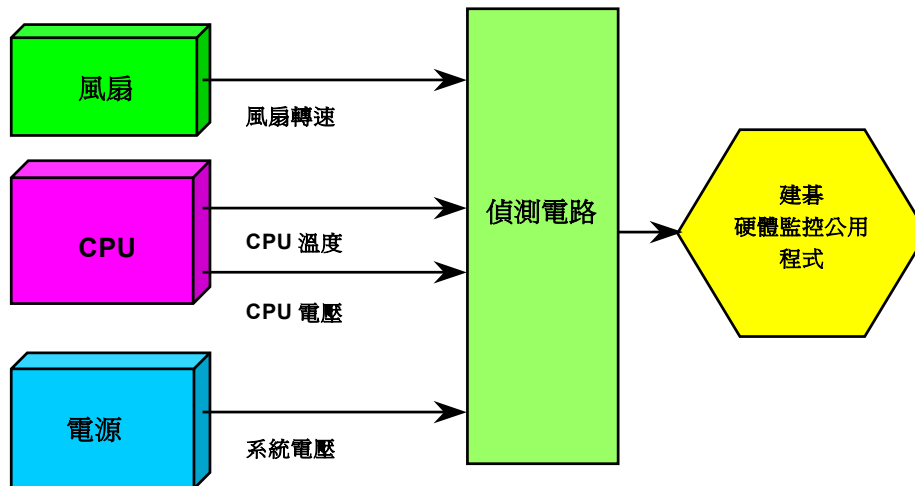 風扇
風扇轉速
CPU
CPU 溫度
CPU 電壓
電源
系統電壓
偵測電路
建碁
硬體監控公用
程式